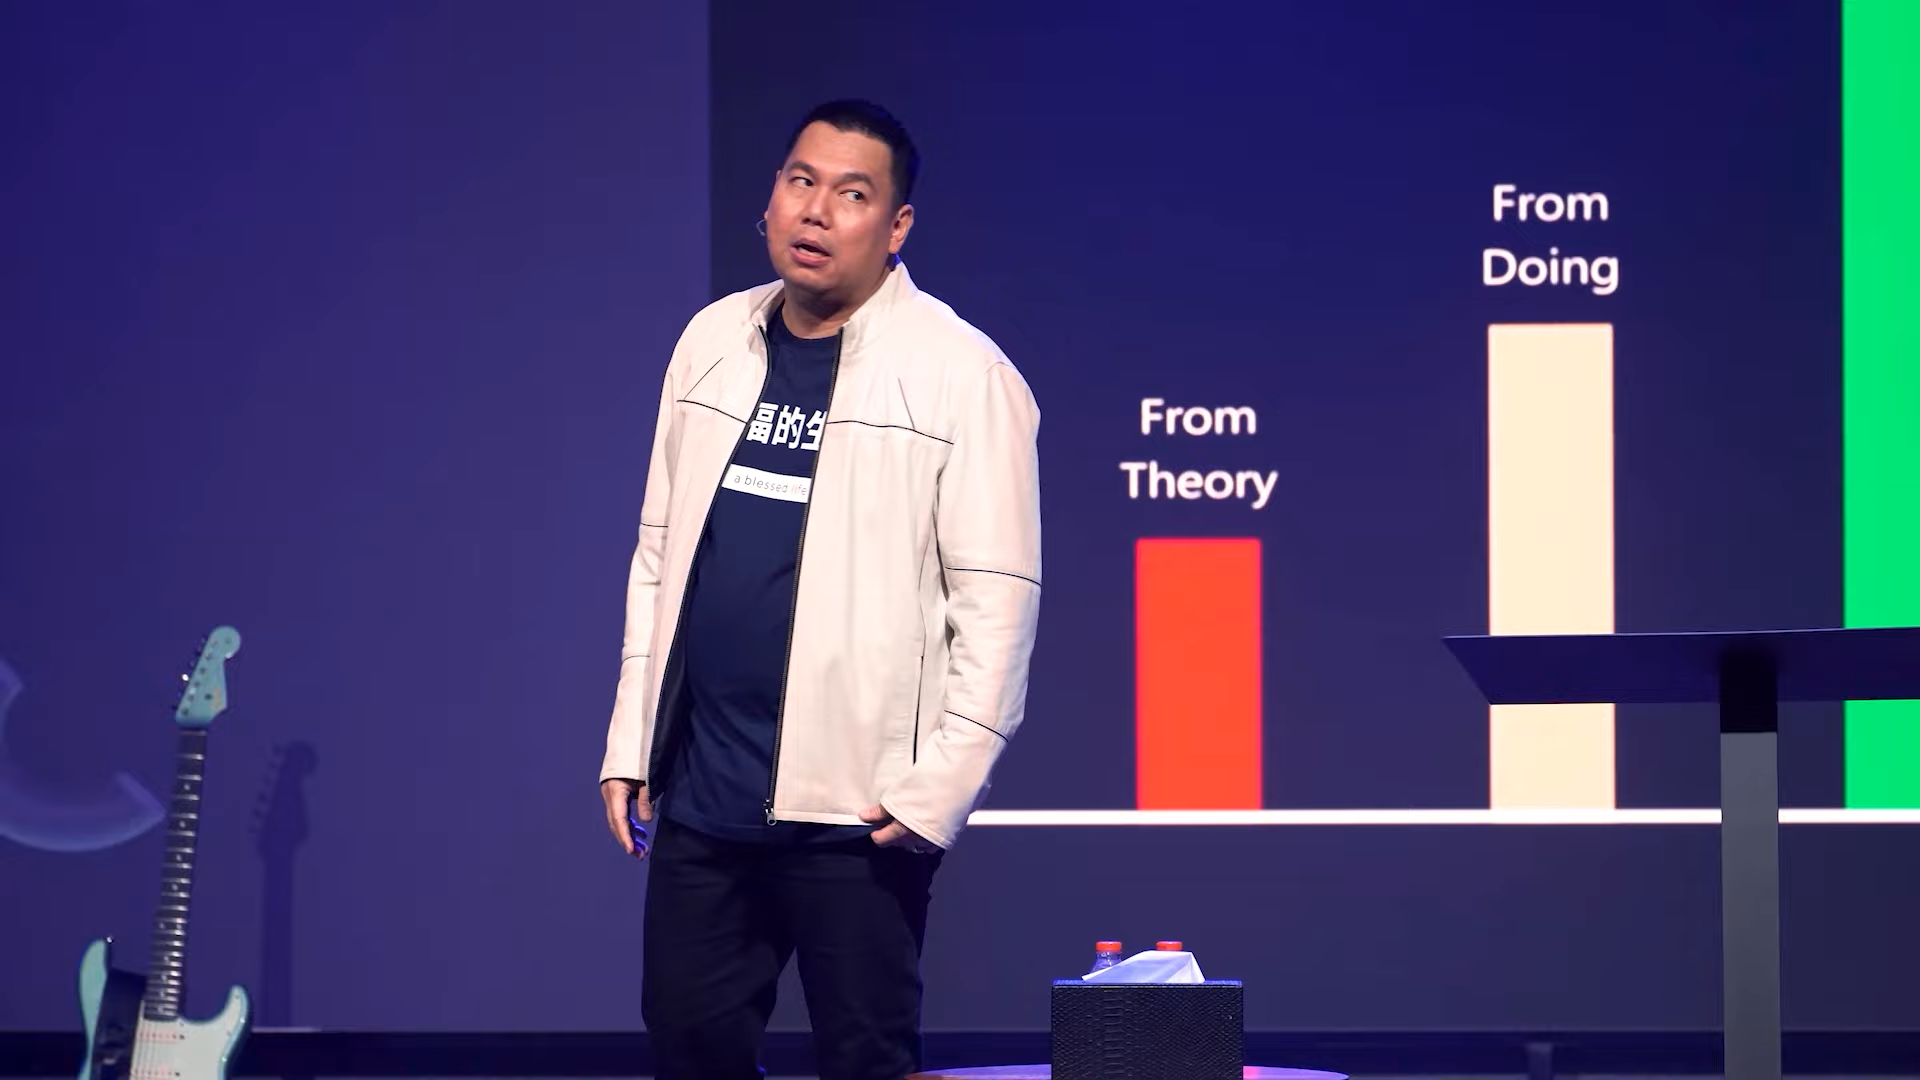 From
Doing
From
Theory
福的生
a blessed life